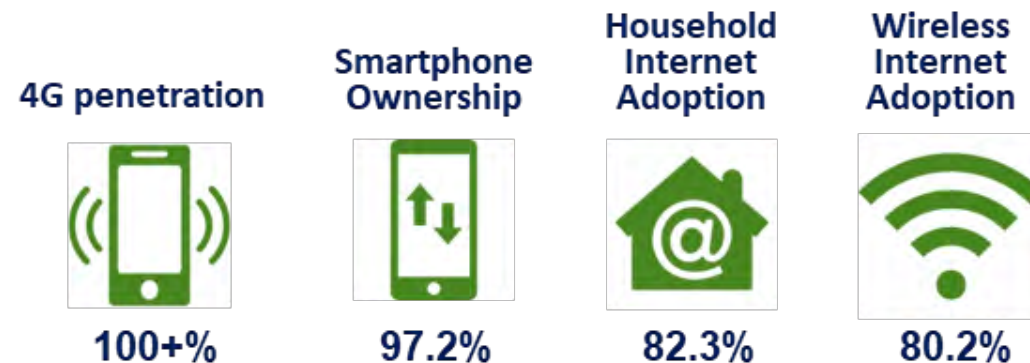 4G penetration
Smartphone
Ownership
Household
Internet
Adoption
Wireless
Internet
Adoption
@
100+%
97.2%
82.3%
80.2%